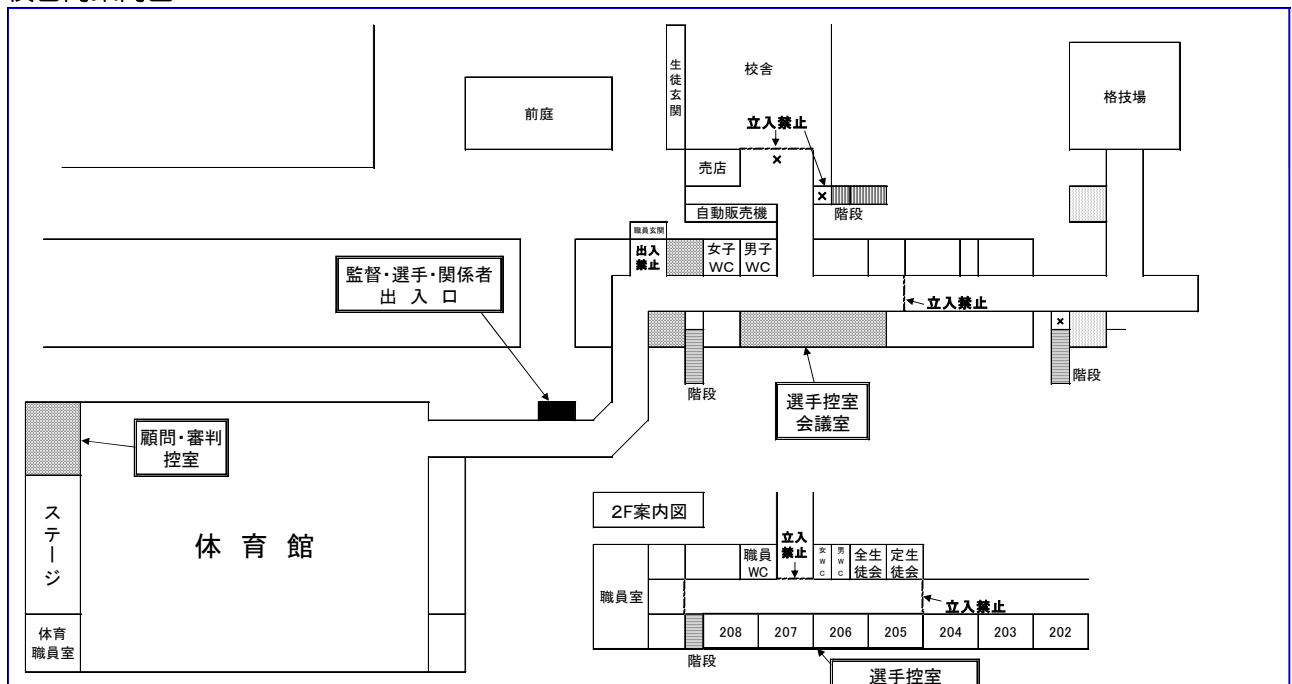 生徒玄関
校舎
前庭
格技場
立入禁止
×
売店
×
自動販売機
階段
職員玄関
出入
禁止
女子
WC
男子
WC
監督・選手・関係者
出 入 口
立入禁止
×
階段
階段
選手控室
会議室
顧問・審判
控室
ステージ
体 育 館
体育
職員室
2F案内図
職員
WC
立入
禁止
女WC
男WC
全生
徒会
定生
徒会
職員室
立入禁止
208
207
206
205
204
203
202
階段
選手控室